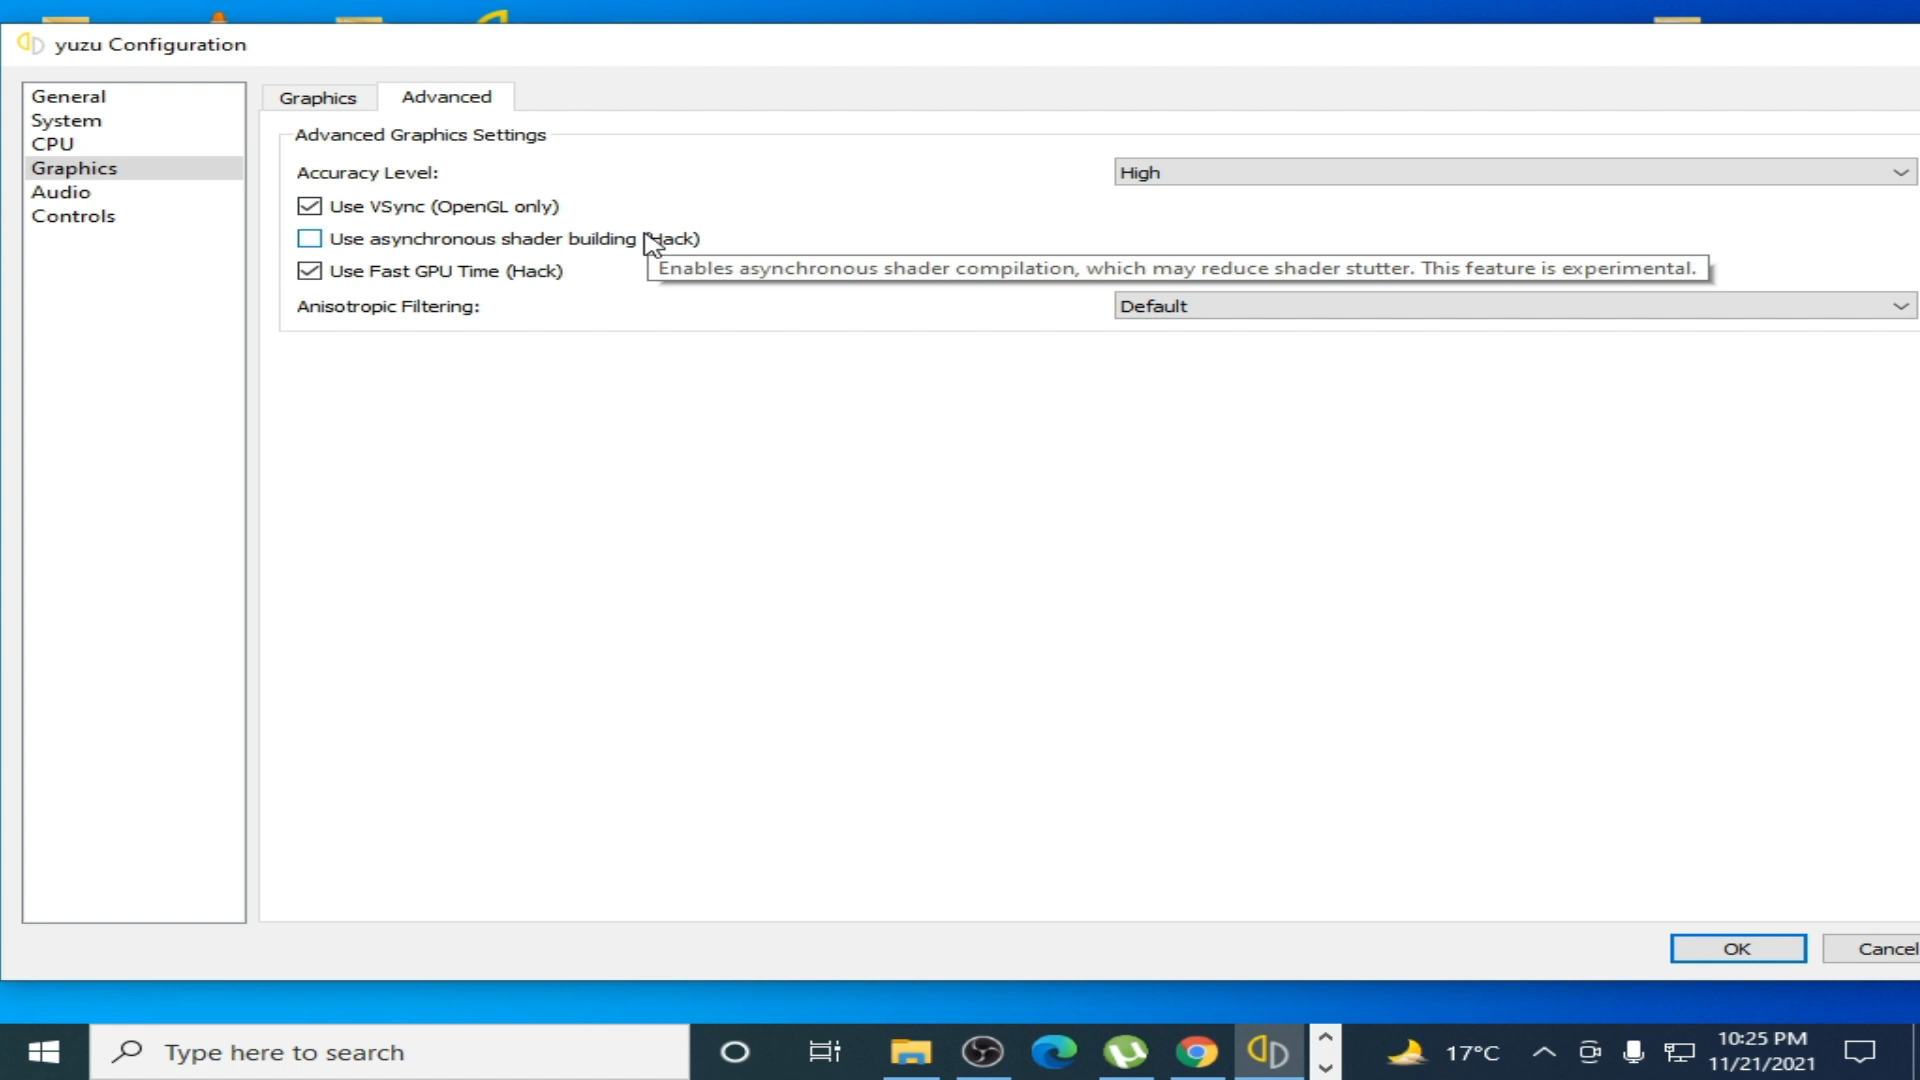 yuzu Configuration
General
System
CPU
Graphics
Audio
Controls
Graphics
Advanced
Advanced Graphics Settings
Accuracy Level:
High
Use VSync (OpenGL only)
Use asynchronous shader building (Hack)
Enables asynchronous shader compilation, which may reduce shader stutter. This feature is experimental.
Use Fast GPU Time (Hack)
Anisotropic Filtering:
Default
OK
Cancel
Type here to search
17°C
10:25 PM
11/21/2021